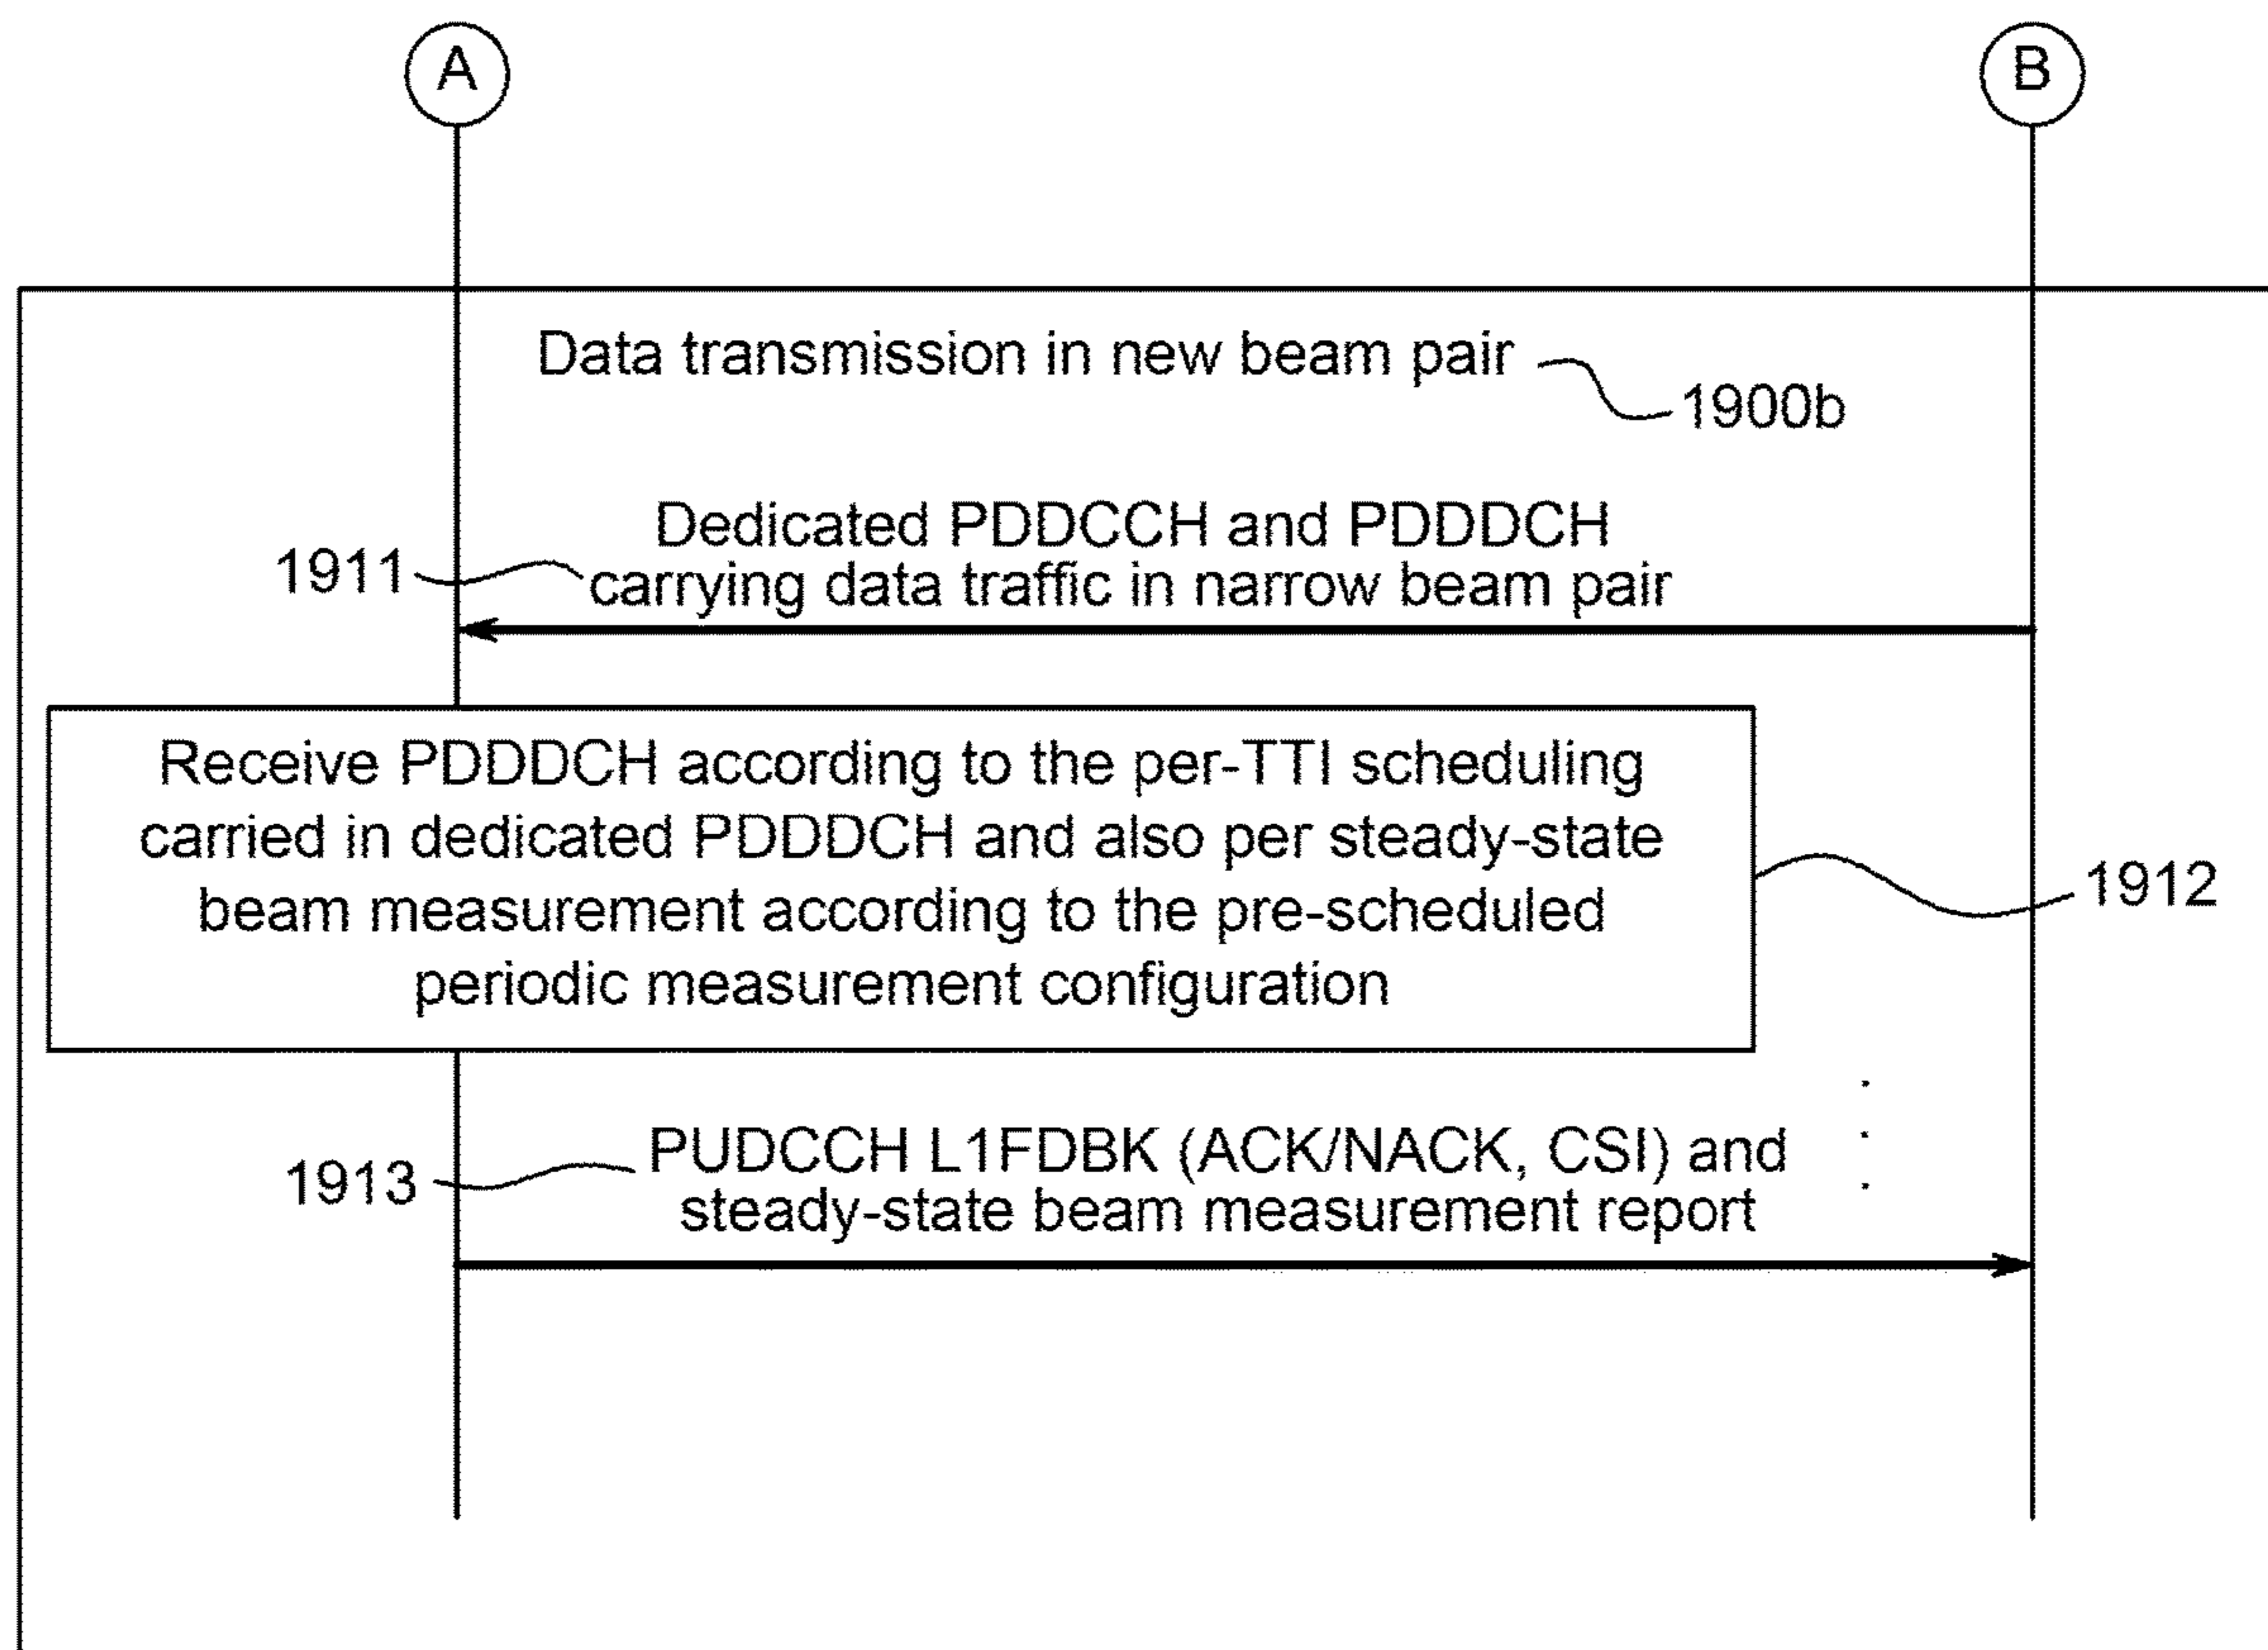 A
B
Data transmission in new beam pair
1900b
Dedicated PDDCCH and PDDDCH
1911
carrying data traffic in narrow beam pair
Receive PDDDCH according to the per-TTI scheduling
carried in dedicated PDDDCH and also per steady-state
beam measurement according to the pre-scheduled
periodic measurement configuration
1912
PUDCCH L1FDBK (ACK/NACK, CSI) and
1913
steady-state beam measurement report